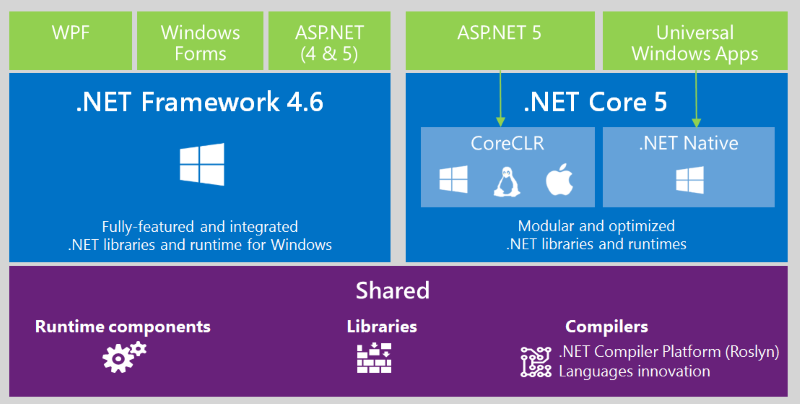 WPF
Windows
Forms
ASP.NET
(4 & 5)
ASP.NET 5
Universal
Windows Apps
.NET Framework 4.6
Fully-featured and integrated
.NET libraries and runtime for Windows
.NET Core 5
CoreCLR
.NET Native
Modular and optimized
.NET libraries and runtimes
Shared
Runtime components
Libraries
Compilers
.NET Compiler Platform (Roslyn)
Languages innovation